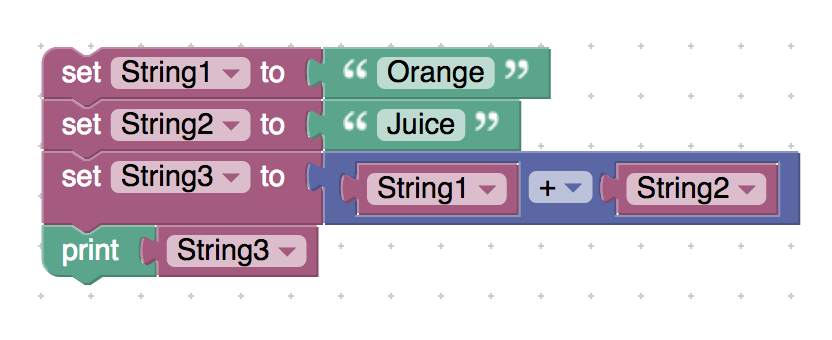 set String1 to “ Orange ”
set String2 to “ Juice ”
set String3 to String1 + String2
print String3